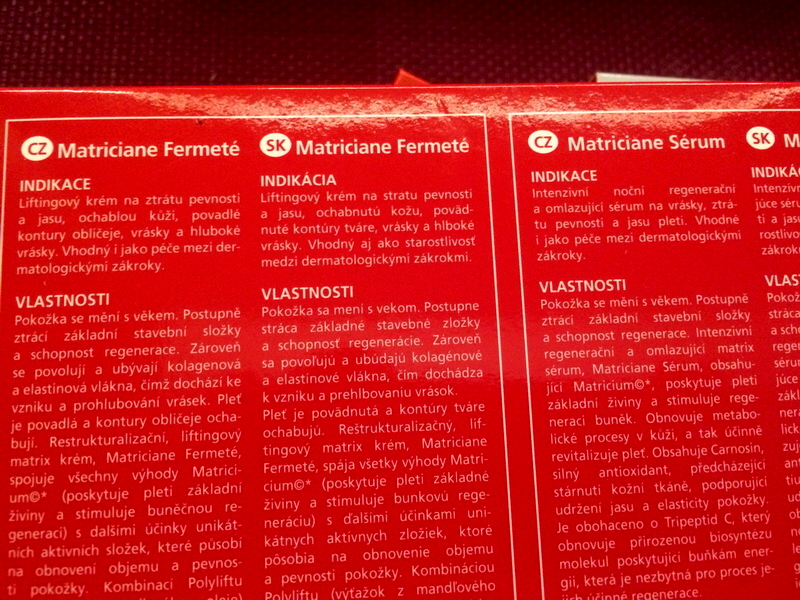 CZ Matriciane Fermeté
INDIKACE
Liftingový krém na ztrátu pevnosti
a jasu, ochablou kůži, povadlé
kontury obličeje, vrásky a hluboké
vrásky. Vhodný i jako péče mezi der-
matologickými zákroky.
VLASTNOSTI
Pokožka se mění s věkem. Postupně
ztrácí základní stavební složky
a schopnost regenerace. Zároveň
se povolují a ubývají kolagenová
a elastinová vlákna, čímž dochází ke
vzniku a prohlubování vrásek. Pleť
je povadlá a kontury obličeje ocha-
bují. Restrukturalizační, liftingový
matrix krém, Matriciane Fermeté,
spojuje všechny výhody Matrici-
um©* (poskytuje pleti základní
živiny a stimuluje buněčnou re-
generaci) s dalšími účinky unikát-
ních aktivních složek, které působí
na obnovení objemu a pevnos-
ti pokožky. Kombinací Polyliftu
SK Matriciane Fermeté
INDIKÁCIA
Liftingový krém na stratu pevnosti
a jasu, ochabnutú kožu, poväd-
nuté kontúry tváre, vrásky a hlboké
vrásky. Vhodný aj ako starostlivosť
medzi dermatologickými zákrokmi.
VLASTNOSTI
Pokožka sa mení s vekom. Postupne
stráca základné stavebné zložky
a schopnosť regenerácie. Zároveň
sa povoľujú a ubúdajú kolagénové
a elastínové vlákna, čím dochádza
k vzniku a prehlbovaniu vrások.
Pleť je povädnutá a kontúry tváre
ochabujú. Reštrukturalizačný, lif-
tingový matrix krém, Matriciane
Fermeté, spája všetky výhody Matri-
cium©* (poskytuje pleti základné
živiny a stimuluje bunkovú rege-
neráciu) s ďalšími účinkami uni-
kátnych aktívnych zložiek, ktoré
pôsobia na obnovenie objemu
a pevnosti pokožky. Kombináciou
Polyliftu (výťažok z mandľového
CZ Matriciane Sérum
INDIKACE
Intenzivní noční regenerační
a omlazující sérum na vrásky, ztrá-
tu pevnosti a jasu pleti. Vhodné
i jako péče mezi dermatologickými
zákroky.
VLASTNOSTI
Pokožka se mění s věkem. Postupně
ztrácí základní stavební složky
a schopnost regenerace. Intenzivní
regenerační a omlazující matrix
sérum, Matriciane Sérum, obsahu-
jící Matricium©*, poskytuje pleti
základní živiny a stimuluje rege-
neraci buněk. Obnovuje metabo-
lické procesy v kůži, a tak účinně
revitalizuje pleť. Obsahuje Carnosin,
silný antioxidant, předcházející
stárnutí kožní tkáně, podporující
udržení jasu a elasticity pokožky.
Je obohaceno o Tripeptid C, který
obnovuje přirozenou biosyntézu
molekul poskytující buňkám ener-
gii, která je nezbytná pro proces je-
jich účinné regenerace.
SK M